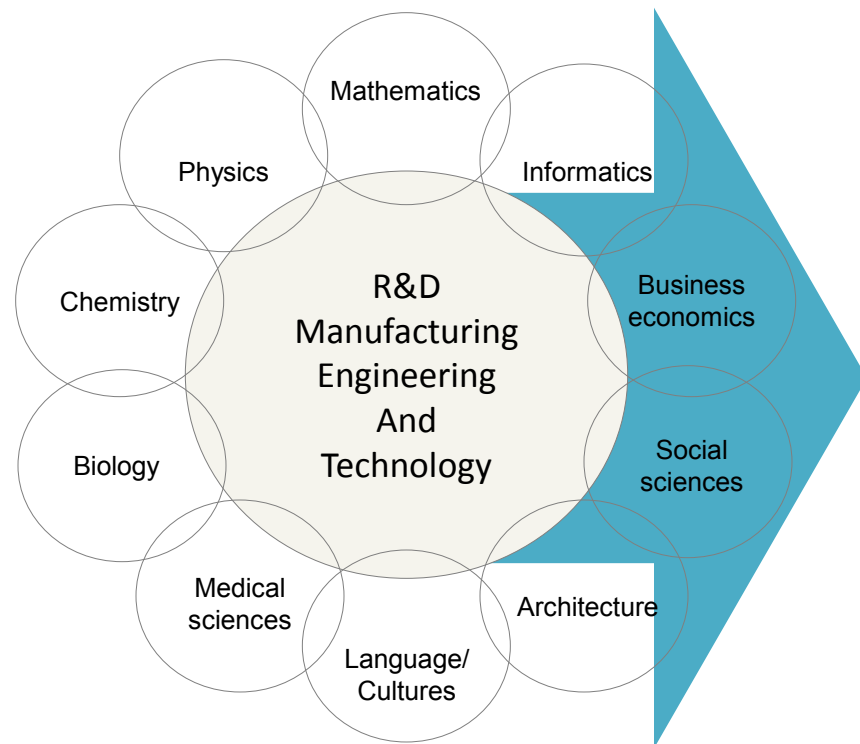 Mathematics
Physics
Informatics
Chemistry
R&D
Manufacturing
Engineering
And
Technology
Business
economics
Biology
Social
sciences
Medical
sciences
Architecture
Language/
Cultures